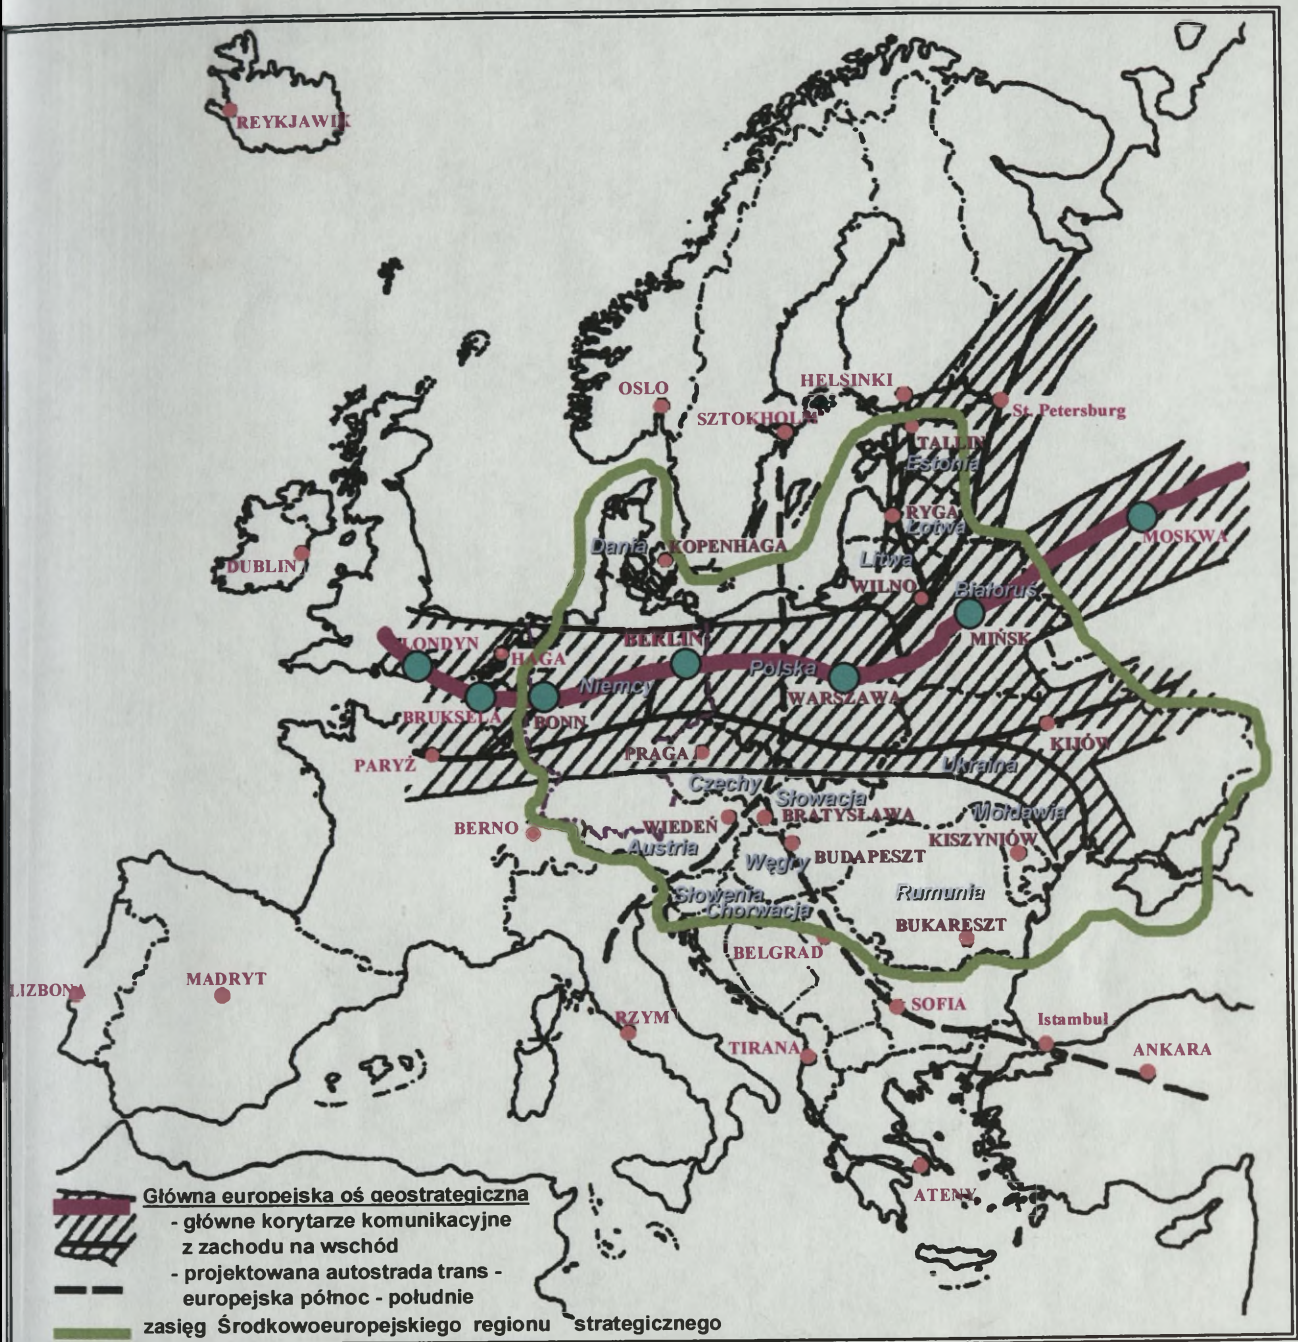 REYKJAWIK
OSLO
HELSINKI
SZTOKHOLM
St. Petersburg
TALLIN
Estonia
RYGA
Łotwa
MOSKWA
Dania
KOPENHAGA
Litwa
DUBLIN
WILNO
Białoruś
MIŃSK
LONDYN
HAGA
BERLIN
Polska
Niemcy
WARSZAWA
BRUKSELA
BONN
KIJÓW
PARYŻ
PRAGA
Ukraina
Czechy
Słowacja
BRATYSŁAWA
Mołdawia
BERNO
WIEDEŃ
KISZYNIÓW
Austria
Węgry
BUDAPESZT
Słowenia
Rumunia
Chorwacja
BUKARESZT
BELGRAD
MADRYT
LIZBONA
SOFIA
RZYM
Istambuł
TIRANA
ANKARA
ATENY
Główna europejska oś geostrategiczna
- główne korytarze komunikacyjne
z zachodu na wschód
- projektowana autostrada trans -
europejska północ - południe
zasięg Środkowoeuropejskiego regionu strategicznego